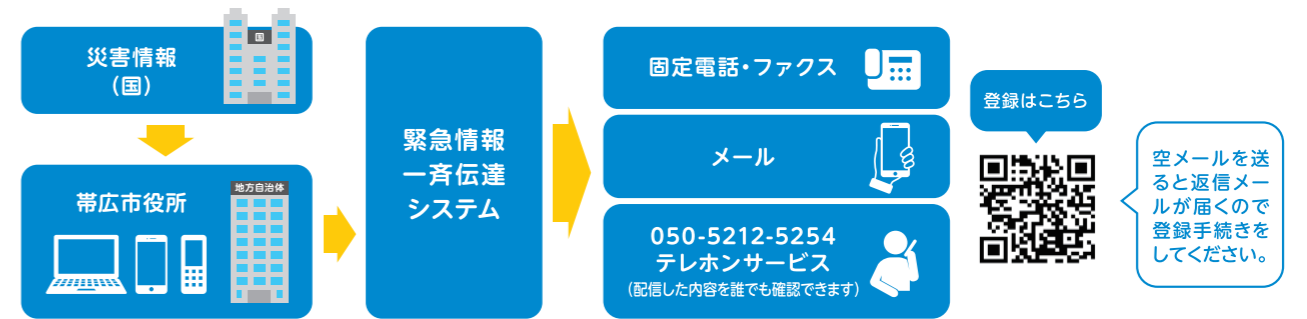 災害情報
(国)
国
帯広市役所
地方自治体
緊急情報
一斉伝達
システム
固定電話・ファクス
メール
050-5212-5254
テレホンサービス
(配信した内容を誰でも確認できます)
登録はこちら
空メールを送
ると返信メー
ルが届くので
登録手続きを
してください。